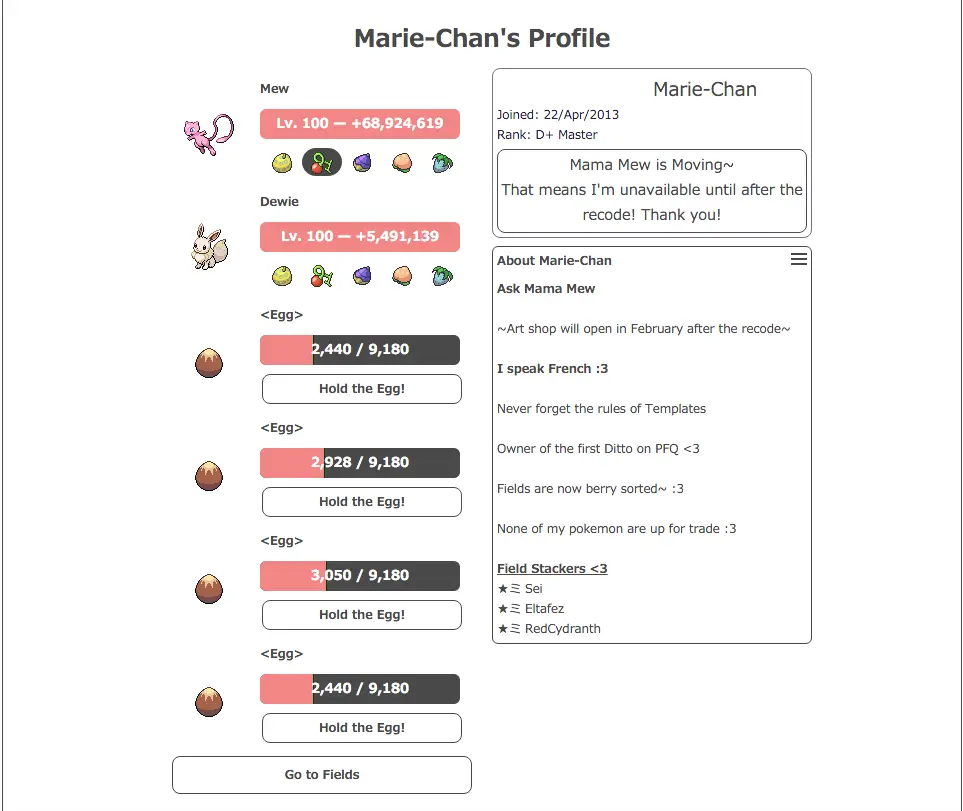 Marie-Chan's Profile
Mew
Lv. 100 — +68,924,619
Dewie
Lv. 100 — +5,491,139
<Egg>
2,440 / 9,180
Hold the Egg!
<Egg>
2,928 / 9,180
Hold the Egg!
<Egg>
3,050 / 9,180
Hold the Egg!
<Egg>
2,440 / 9,180
Hold the Egg!
Go to Fields
Marie-Chan
Joined: 22/Apr/2013
Rank: D+ Master
Mama Mew is Moving~
That means I'm unavailable until after the
recode! Thank you!
About Marie-Chan
Ask Mama Mew
~Art shop will open in February after the recode~
I speak French :3
Never forget the rules of Templates
Owner of the first Ditto on PFQ <3
Fields are now berry sorted~ :3
None of my pokemon are up for trade :3
Field Stackers <3
★ミ Sei
★ミ Eltafez
★ミ RedCydranth